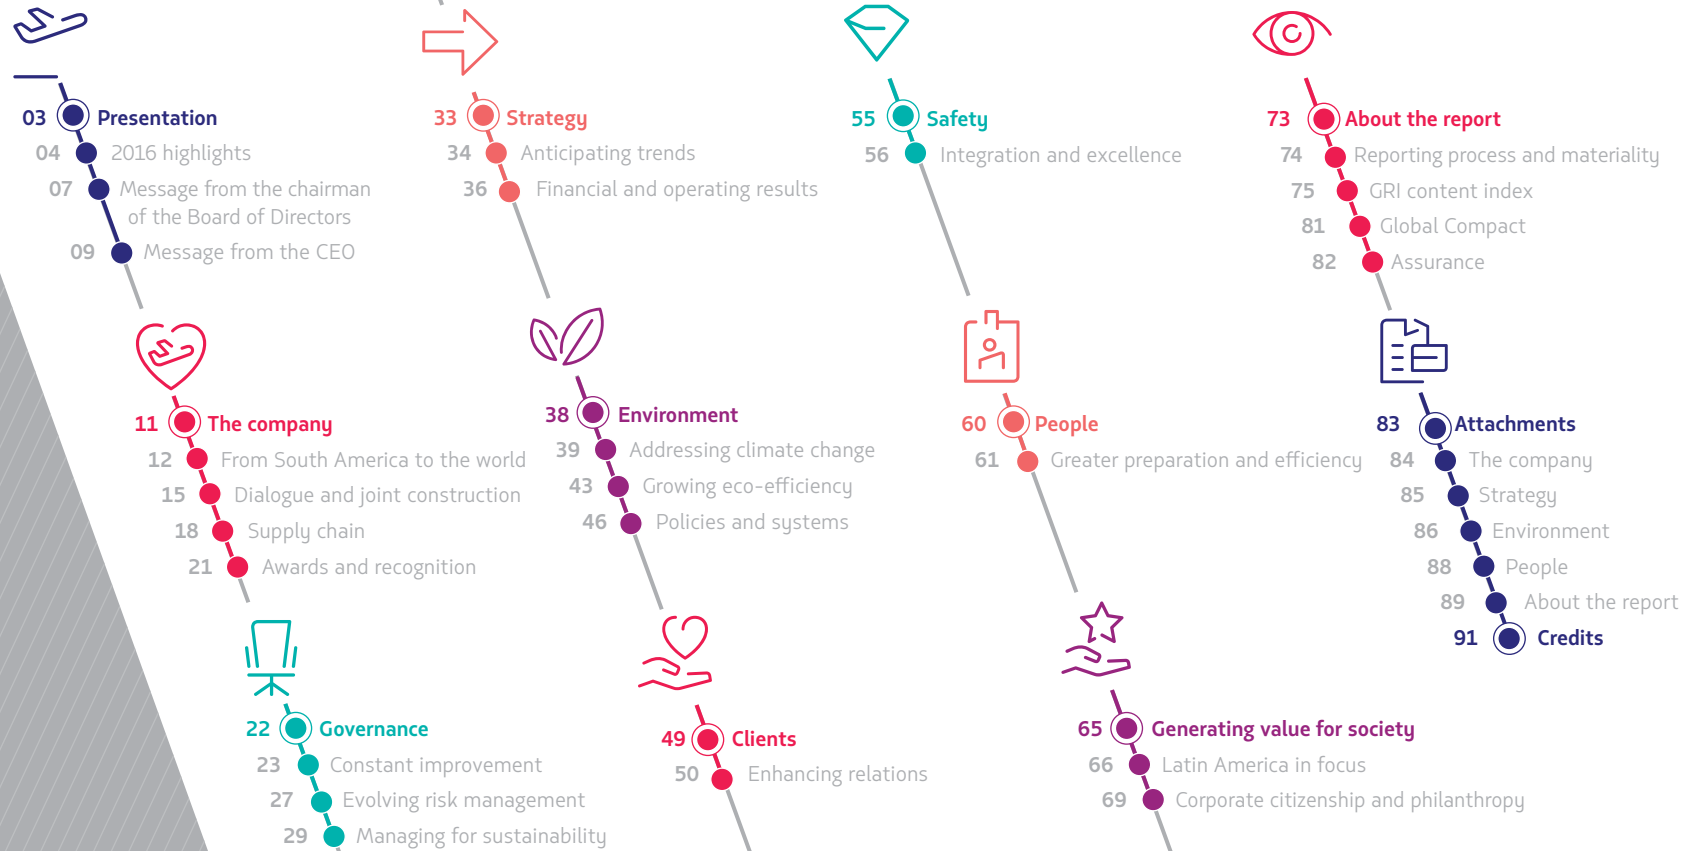 03 Presentation
04 2016 highlights
07 Message from the chairman
of the Board of Directors
09 Message from the CEO
11 The company
12 From South America to the world
15 Dialogue and joint construction
18 Supply chain
21 Awards and recognition
22 Governance
23 Constant improvement
27 Evolving risk management
29 Managing for sustainability
33 Strategy
34 Anticipating trends
36 Financial and operating results
38 Environment
39 Addressing climate change
43 Growing eco-efficiency
46 Policies and systems
49 Clients
50 Enhancing relations
55 Safety
56 Integration and excellence
60 People
61 Greater preparation and efficiency
65 Generating value for society
66 Latin America in focus
69 Corporate citizenship and philanthropy
73 About the report
74 Reporting process and materiality
75 GRI content index
81 Global Compact
82 Assurance
83 Attachments
84 The company
85 Strategy
86 Environment
88 People
89 About the report
91 Credits